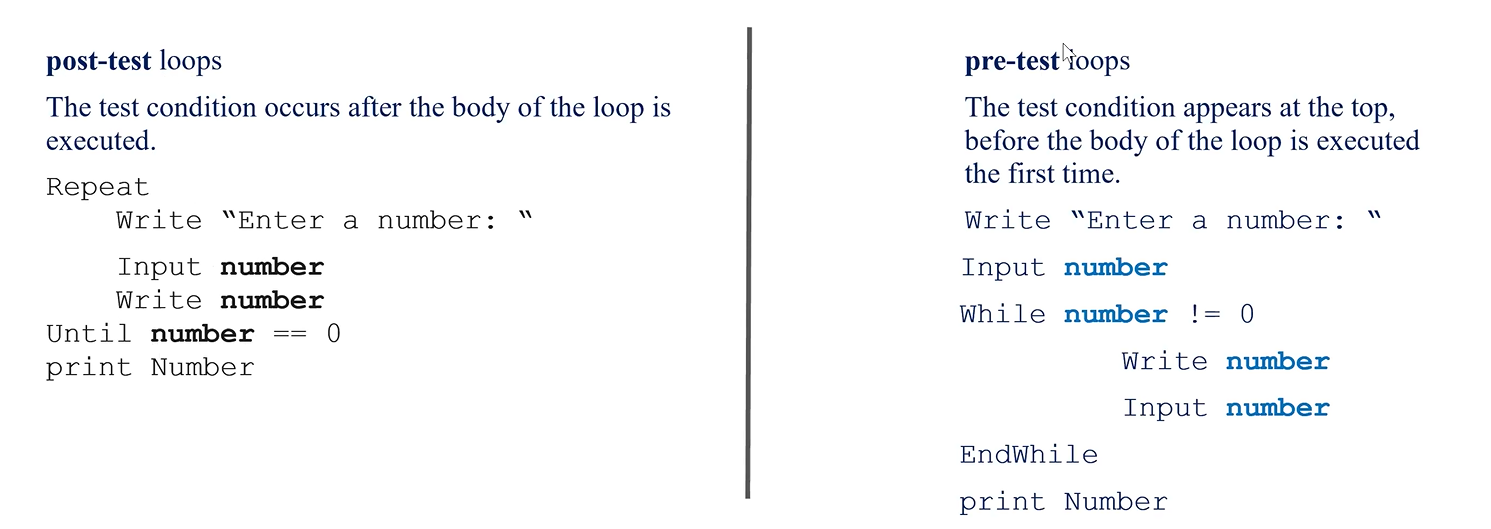 post-test loops
The test condition occurs after the body of the loop is
executed.
Repeat
Write “Enter a number: “
Input number
Write number
Until number == 0
print Number
pre-test loops
The test condition appears at the top,
before the body of the loop is executed
the first time.
Write “Enter a number: “
Input number
While number != 0
Write number
Input number
EndWhile
print Number